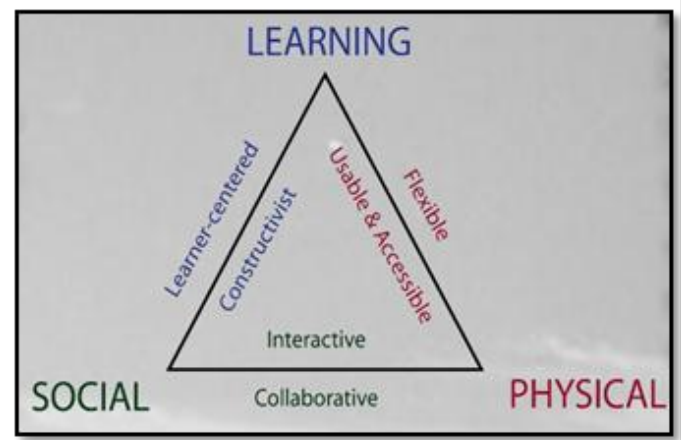 LEARNING
Learner-centered
Constructivist
Usable & Accessible
Flexible
Interactive
Collaborative
SOCIAL
PHYSICAL